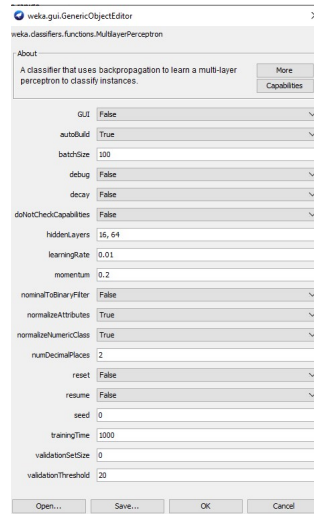 weka.gui.GenericObjectEditor
weka.classifiers.functions.MultilayerPerceptron
About
A classifier that uses backpropagation to learn a multi-layer
perceptron to classify instances.
More
Capabilities
GUI False
autoBuild True
batchSize 100
debug False
decay False
doNotCheckCapabilities False
hiddenLayers 16, 64
learningRate 0.01
momentum 0.2
nominalToBinaryFilter False
normalizeAttributes True
normalizeNumericClass True
numDecimalPlaces 2
reset False
resume False
seed 0
trainingTime 1000
validationSetSize 0
validationThreshold 20
Open... Save... OK Cancel